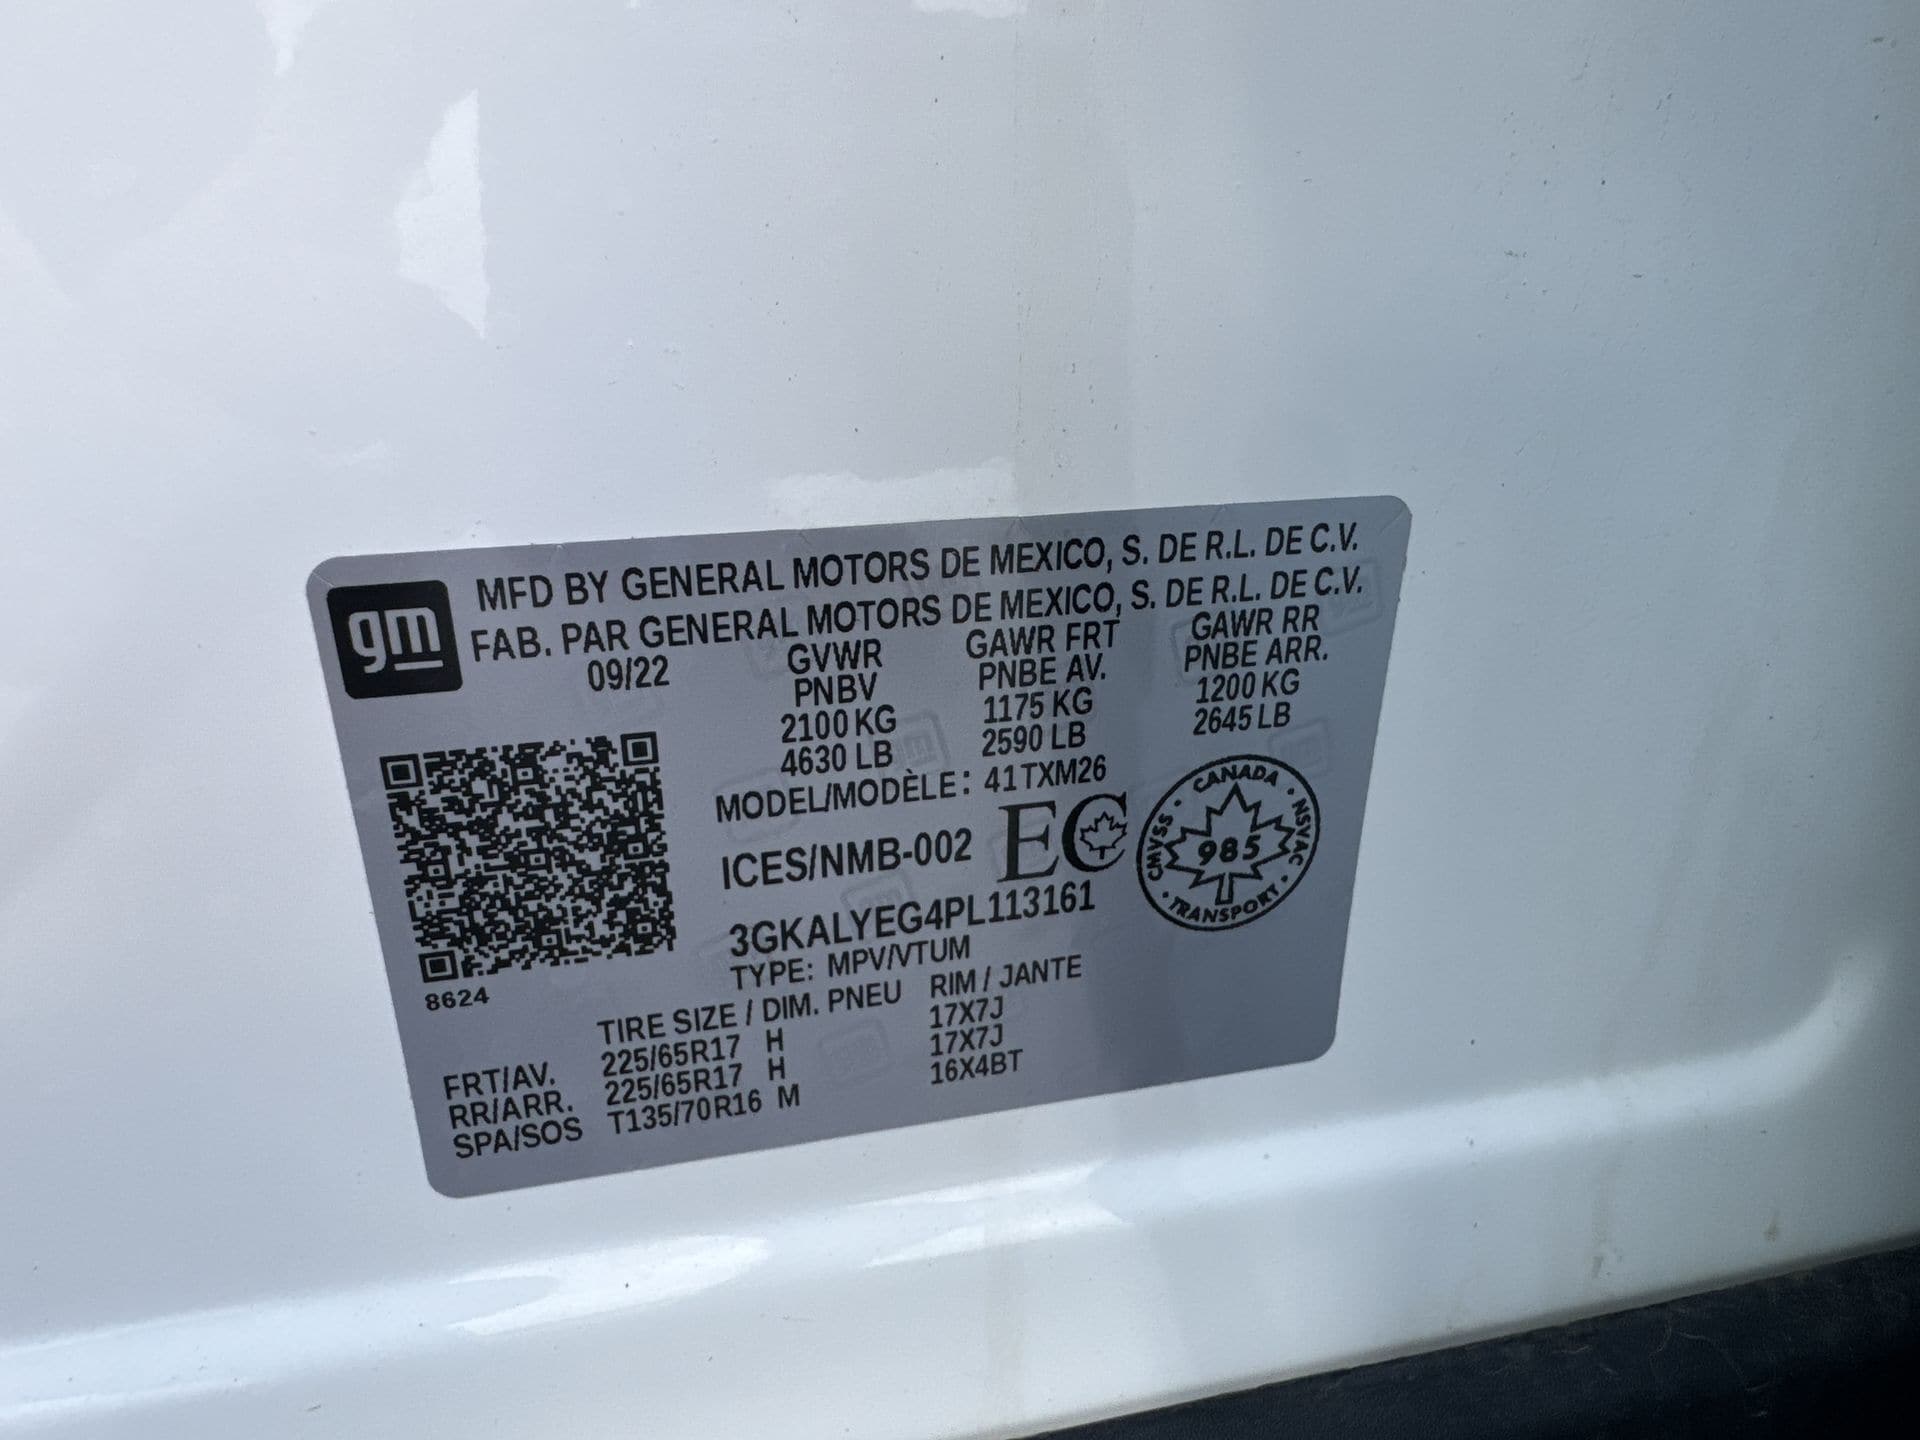 gm
MFD BY GENERAL MOTORS DE MEXICO, S. DE R.L. DE C.V.
FAB. PAR GENERAL MOTORS DE MEXICO, S. DE R.L. DE C.V.
09/22 GVWR GAWR FRT GAWR RR
PNBV PNBE AV. PNBE ARR.
2100 KG 1175 KG 1200 KG
4630 LB 2590 LB 2645 LB
MODEL/MODÈLE: 41TXM26
ICES/NMB-002 EC
CANADA
CMVSS · 985 · NSVAC
TRANSPORT
3GKALYEG4PL113161
TYPE: MPV/VTUM
8624
TIRE SIZE / DIM. PNEU RIM / JANTE
FRT/AV. 225/65R17 H 17X7J
RR/ARR. 225/65R17 H 17X7J
SPA/SOS T135/70R16 M 16X4BT